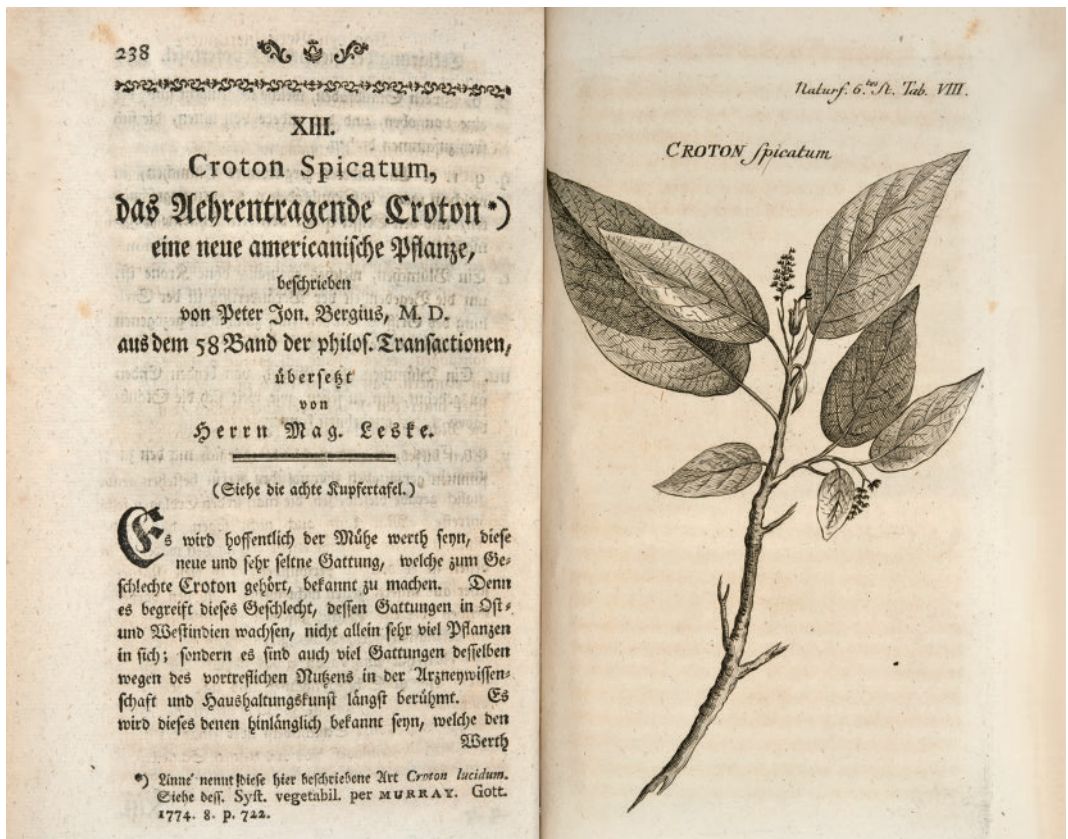 238
XIII.
Croton Spicatum,
das Aehrentragende Croton *)
eine neue americanische Pflanze,
beschrieben
von Peter Jon. Bergius, M. D.
aus dem 58 Band der philos. Transactionen,
übersetzt
von
Herrn Mag. Leske.
(Siehe die achte Kupfertafel.)
Es wird hoffentlich der Mühe werth seyn, diese
neue und sehr seltne Gattung, welche zum Ge-
schlechte Croton gehört, bekannt zu machen. Denn
es begreift dieses Geschlecht, dessen Gattungen in Ost-
und Westindien wachsen, nicht allein sehr viel Pflanzen
in sich; sondern es sind auch viel Gattungen desselben
wegen des vortreflichen Nutzens in der Arzneywissen-
schaft und Haushaltungskunst längst berühmt. Es
wird dieses denen hinlänglich bekannt seyn, welche den
Werth
*) Linne' nennt diese hier beschriebene Art Croton lucidum.
Siehe dess. Syst. vegetabil. per MURRAY. Gott.
1774. 8. p. 722.
Naturf. 6.tes St. Tab. VIII.
CROTON spicatum